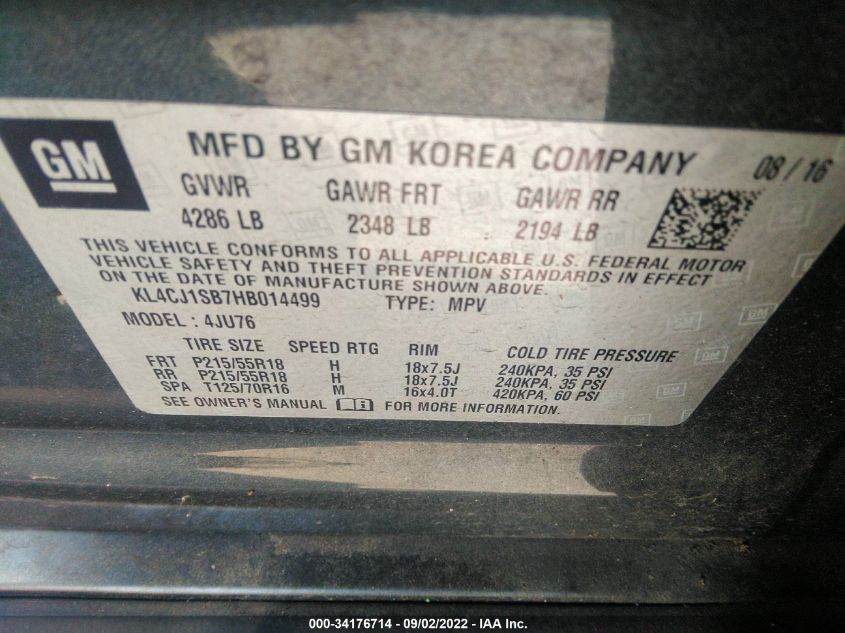 GM
MFD BY GM KOREA COMPANY 08 / 16
GVWR GAWR FRT GAWR RR
4286 LB 2348 LB 2194 LB
THIS VEHICLE CONFORMS TO ALL APPLICABLE U.S. FEDERAL MOTOR
VEHICLE SAFETY AND THEFT PREVENTION STANDARDS IN EFFECT
ON THE DATE OF MANUFACTURE SHOWN ABOVE.
KL4CJ1SB7HB014499 TYPE: MPV
MODEL : 4JU76
TIRE SIZE SPEED RTG RIM COLD TIRE PRESSURE
FRT P215/55R18 H 18x7.5J 240KPA, 35 PSI
RR P215/55R18 H 18x7.5J 240KPA, 35 PSI
SPA T125/70R16 M 16x4.0T 420KPA, 60 PSI
SEE OWNER'S MANUAL FOR MORE INFORMATION.
000-34176714 - 09/02/2022 - IAA Inc.